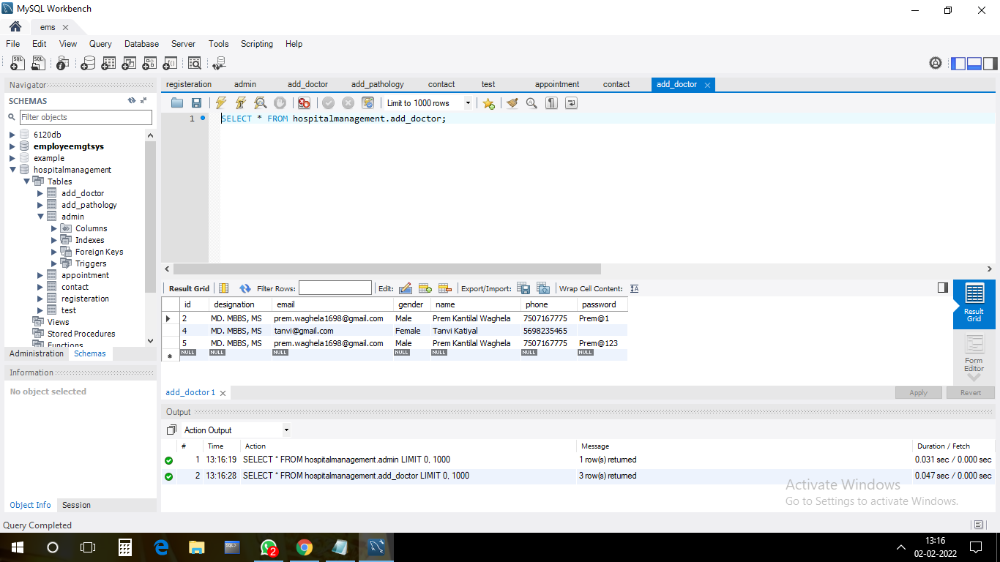 MySQL Workbench
ems
File Edit View Query Database Server Tools Scripting Help
Navigator
SCHEMAS
Filter objects
6120db
employeemgtsys
example
hospitalmanagement
Tables
add_doctor
add_pathology
admin
Columns
Indexes
Foreign Keys
Triggers
appointment
contact
registeration
test
Views
Stored Procedures
Functions
Administration Schemas
Information
No object selected
Object Info Session
registeration admin add_doctor add_pathology contact test appointment contact add_doctor
Limit to 1000 rows
1 SELECT * FROM hospitalmanagement.add_doctor;
Result Grid Filter Rows: Edit: Export/Import: Wrap Cell Content:
id designation email gender name phone password
2 MD. MBBS, MS prem.waghela1698@gmail.com Male Prem Kantilal Waghela 7507167775 Prem@1
4 MD. MBBS, MS tanvi@gmail.com Female Tanvi Katiyal 5698235465
5 MD. MBBS, MS prem.waghela1698@gmail.com Male Prem Kantilal Waghela 7507167775 Prem@123
NULL NULL NULL NULL NULL NULL NULL
Result Grid
Form Editor
add_doctor 1
Apply Revert
Output
Action Output
# Time Action Message Duration / Fetch
1 13:16:19 SELECT * FROM hospitalmanagement.admin LIMIT 0, 1000 1 row(s) returned 0.031 sec / 0.000 sec
2 13:16:28 SELECT * FROM hospitalmanagement.add_doctor LIMIT 0, 1000 3 row(s) returned 0.047 sec / 0.000 sec
Activate Windows
Go to Settings to activate Windows.
Query Completed
2
13:16
02-02-2022